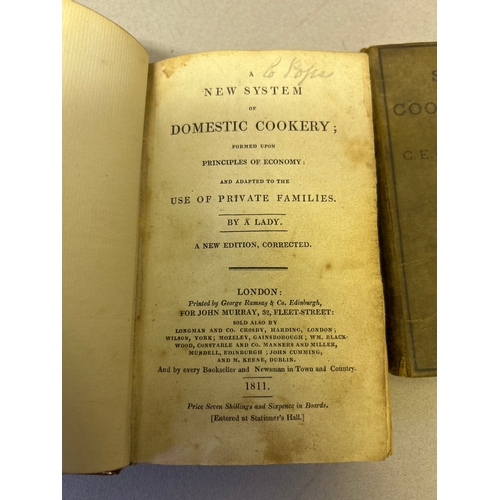 A
C Pope
NEW SYSTEM
OF
DOMESTIC COOKERY;
FORMED UPON
PRINCIPLES OF ECONOMY:
AND ADAPTED TO THE
USE OF PRIVATE FAMILIES.
BY A LADY.
A NEW EDITION, CORRECTED.
LONDON:
Printed by George Ramsay & Co. Edinburgh,
FOR JOHN MURRAY, 32, FLEET-STREET:
SOLD ALSO BY
LONGMAN AND CO. CROSBY, HARDING, LONDON;
WILSON, YORK; MOZELEY, GAINSBOROUGH; WM. BLACK-
WOOD, CONSTABLE AND CO. MANNERS AND MILLER,
MUNDELL, EDINBURGH; JOHN CUMMING,
AND M. KEENE, DUBLIN.
And by every Bookseller and Newsman in Town and Country.
1811.
Price Seven Shillings and Sixpence in Boards.
[Entered at Stationer's Hall.]
S
COO
C. E.